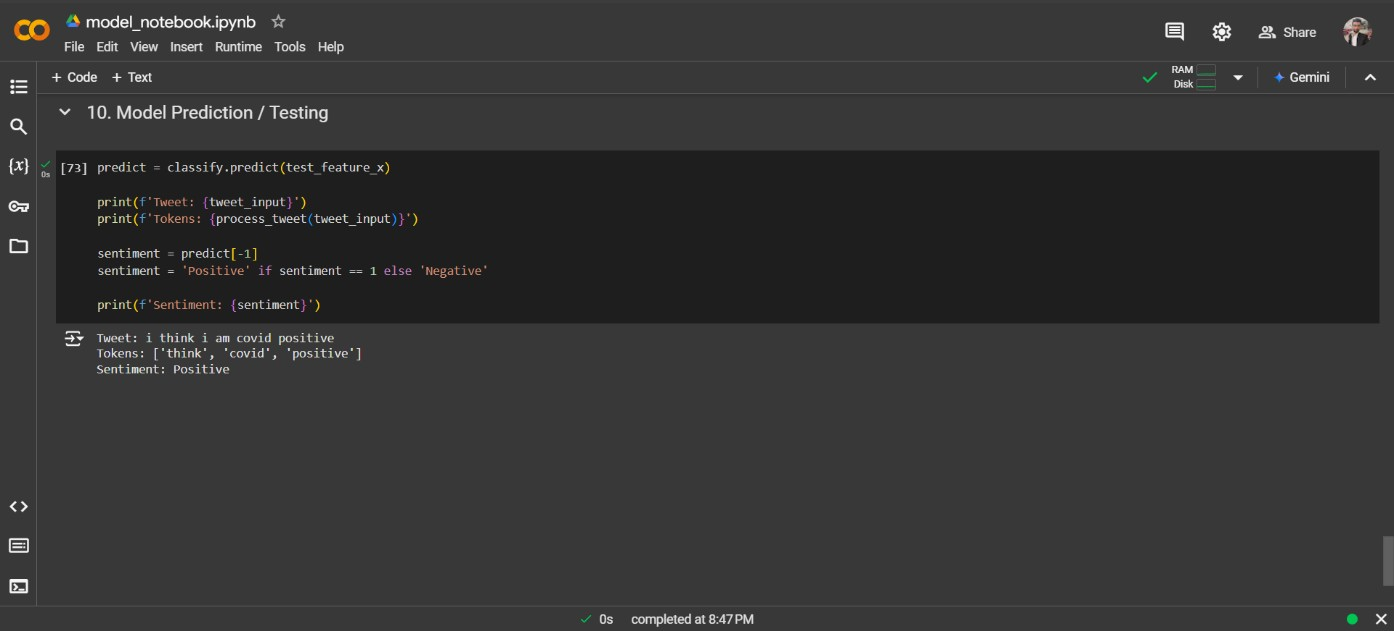 model_notebook.ipynb
File Edit View Insert Runtime Tools Help
Share
+ Code + Text
RAM
Disk
Gemini
10. Model Prediction / Testing
{x}
0s
[73] predict = classify.predict(test_feature_x)
print(f'Tweet: {tweet_input}')
print(f'Tokens: {process_tweet(tweet_input)}')
sentiment = predict[-1]
sentiment = 'Positive' if sentiment == 1 else 'Negative'
print(f'Sentiment: {sentiment}')
Tweet: i think i am covid positive
Tokens: ['think', 'covid', 'positive']
Sentiment: Positive
0s completed at 8:47 PM